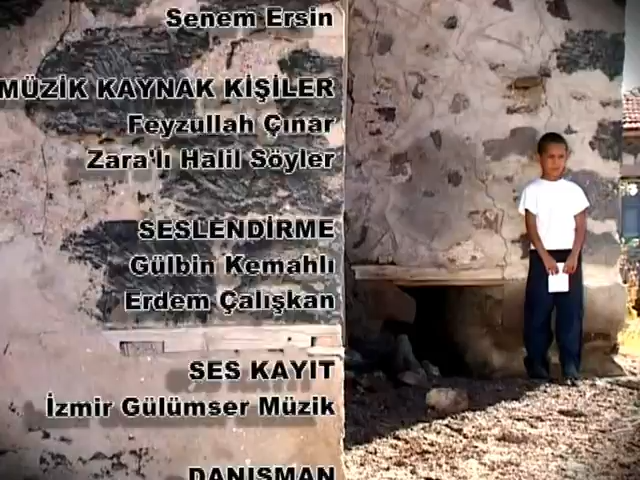 Senem Ersin
MÜZİK KAYNAK KİŞİLER
Feyzullah Çınar
Zara'lı Halil Söyler
SESLENDİRME
Gülbin Kemahlı
Erdem Çalışkan
SES KAYIT
İzmir Gülümser Müzik
DANIŞMAN